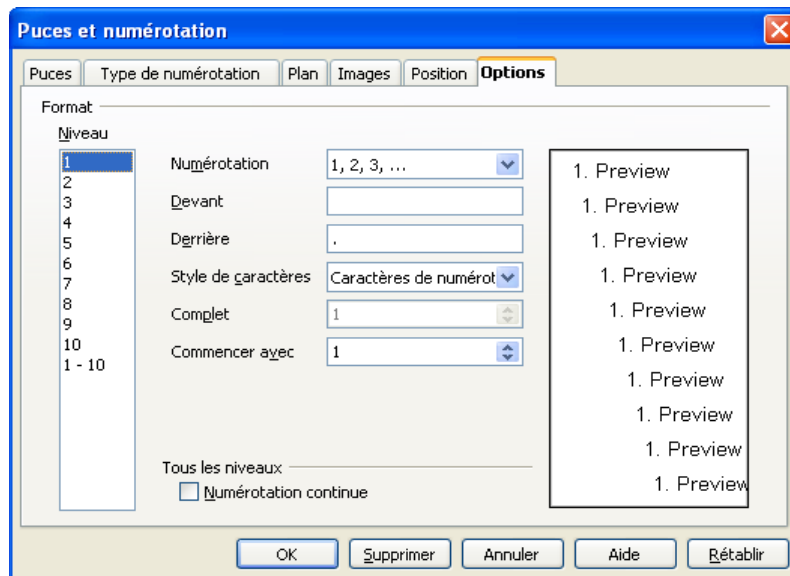 Puces et numérotation
Puces Type de numérotation Plan Images Position Options
Format
Niveau
1
2
3
4
5
6
7
8
9
10
1 - 10
Numérotation 1, 2, 3, ...
Devant
Derrière .
Style de caractères Caractères de numérot
Complet 1
Commencer avec 1
Tous les niveaux
Numérotation continue
1. Preview
1. Preview
1. Preview
1. Preview
1. Preview
1. Preview
1. Preview
1. Preview
1. Preview
1. Preview
OK Supprimer Annuler Aide Rétablir